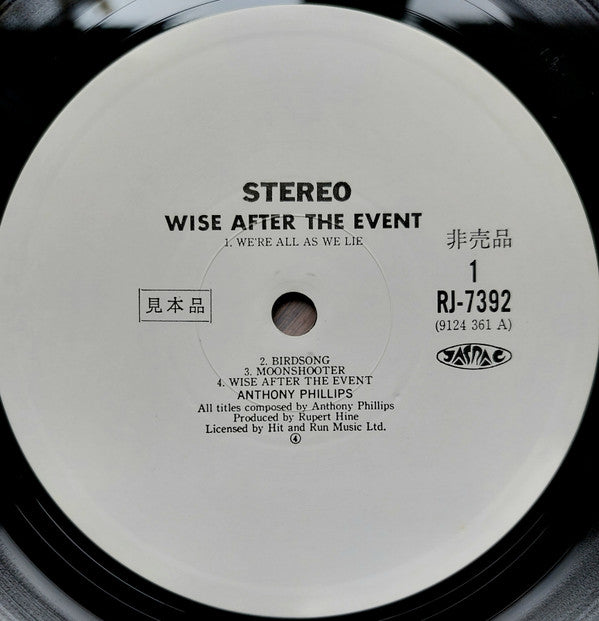 STEREO
WISE AFTER THE EVENT
1. WE'RE ALL AS WE LIE
非売品
1
RJ-7392
(9124 361 A)
JASRAC
見本品
2. BIRDSONG
3. MOONSHOOTER
4. WISE AFTER THE EVENT
ANTHONY PHILLIPS
All titles composed by Anthony Phillips
Produced by Rupert Hine
Licensed by Hit and Run Music Ltd.
④